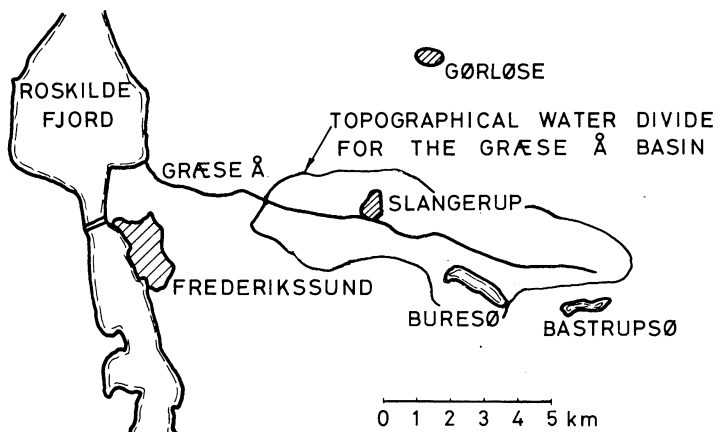 GØRLØSE
ROSKILDE
FJORD
TOPOGRAPHICAL WATER DIVIDE
FOR THE GRÆSE Å BASIN
GRÆSE Å
SLANGERUP
FREDERIKSSUND
BURESØ
BASTRUPSØ
0 1 2 3 4 5 km